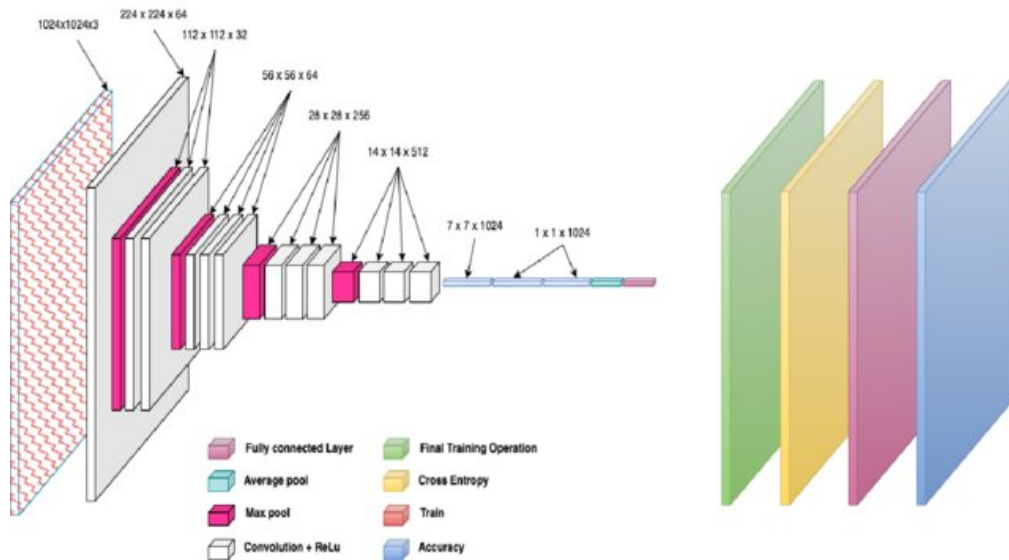 1024x1024x3
224 x 224 x 64
112 x 112 x 32
56 x 56 x 64
28 x 28 x 256
14 x 14 x 512
7 x 7 x 1024
1 x 1 x 1024
Fully connected Layer
Final Training Operation
Average pool
Cross Entropy
Max pool
Train
Convolution + ReLu
Accuracy